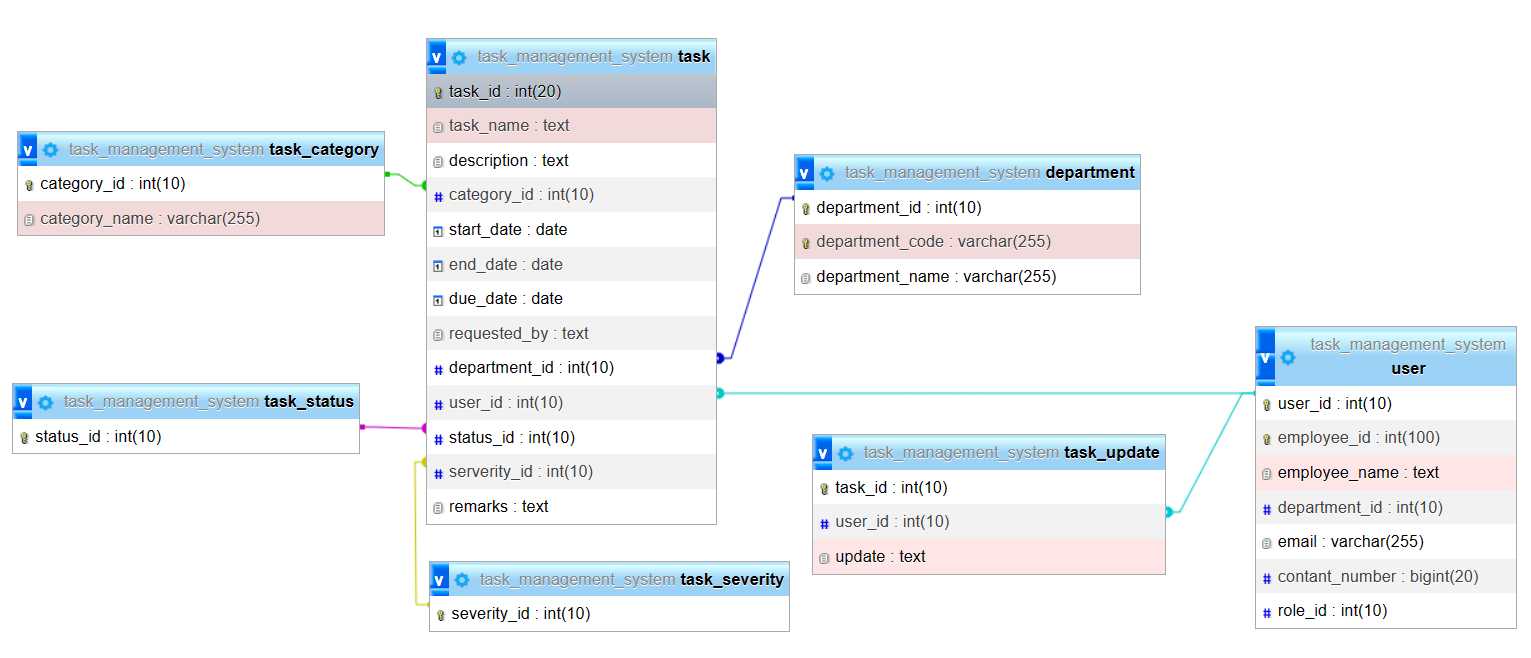 v task_management_system task
task_id : int(20)
task_name : text
description : text
category_id : int(10)
start_date : date
end_date : date
due_date : date
requested_by : text
department_id : int(10)
user_id : int(10)
status_id : int(10)
serverity_id : int(10)
remarks : text
v task_management_system task_category
category_id : int(10)
category_name : varchar(255)
v task_management_system department
department_id : int(10)
department_code : varchar(255)
department_name : varchar(255)
v task_management_system task_status
status_id : int(10)
v task_management_system
user
user_id : int(10)
employee_id : int(100)
employee_name : text
department_id : int(10)
email : varchar(255)
contant_number : bigint(20)
role_id : int(10)
v task_management_system task_update
task_id : int(10)
user_id : int(10)
update : text
v task_management_system task_severity
severity_id : int(10)